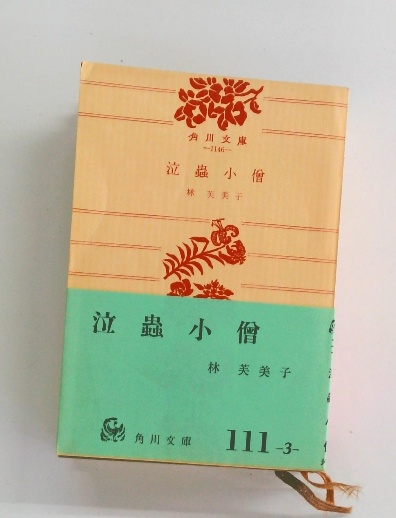 角川文庫
—2146—
泣蟲小僧
林芙美子
泣蟲小僧
林芙美子
角川文庫 111 -3-